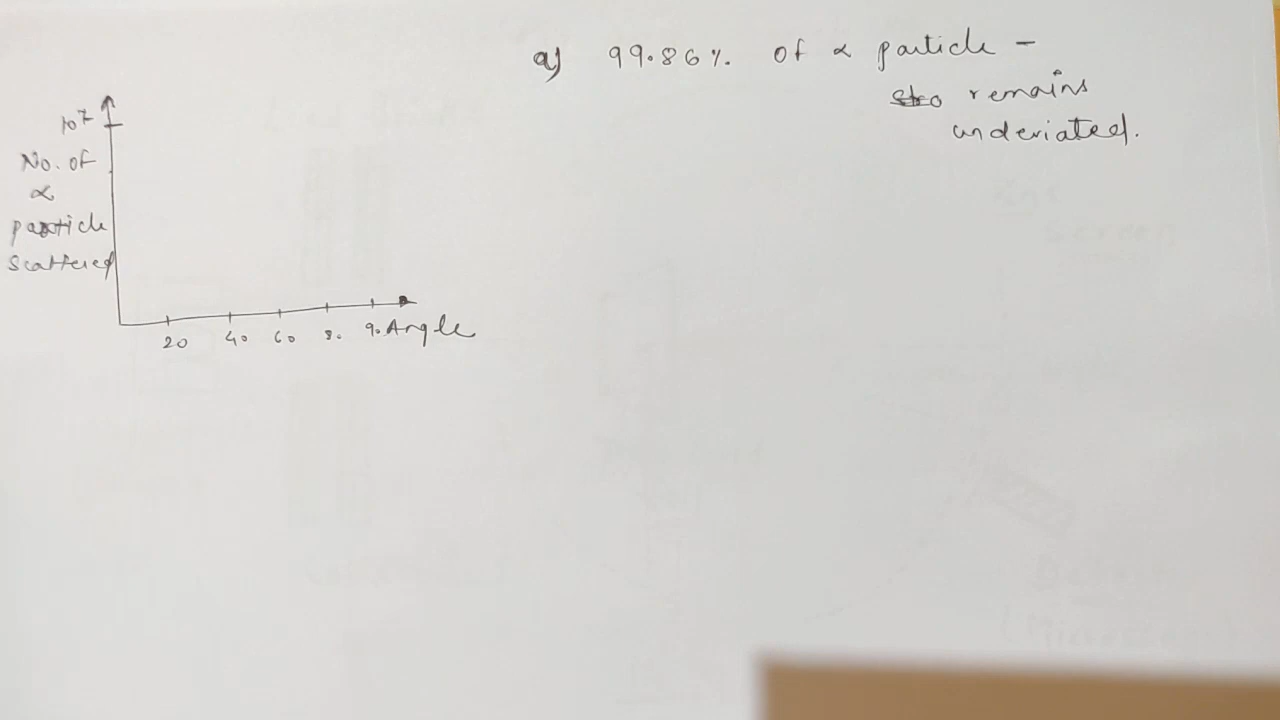 a) 99.86%. of α particle -
remains
undeviated.
10⁷
No. of
α
particle
Scattered
20 40 60 80 90 Angle